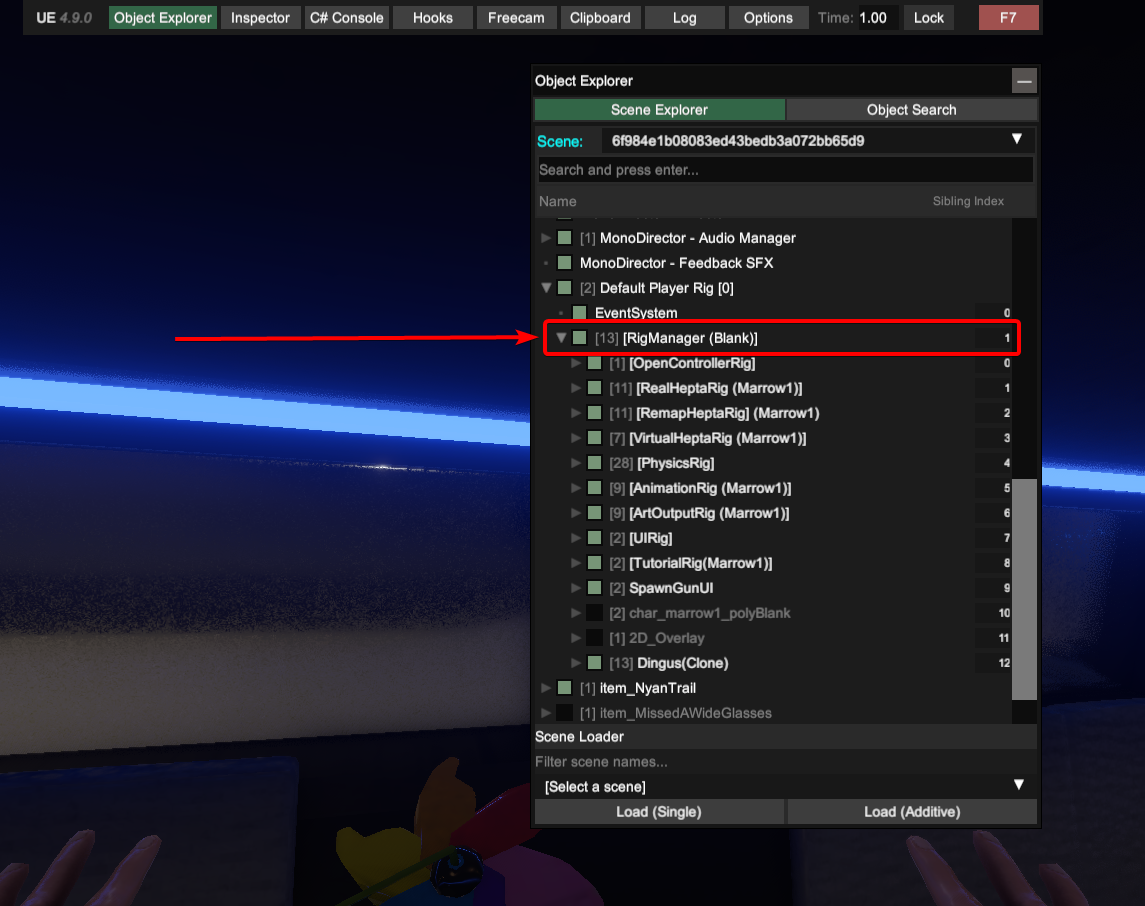 UE 4.9.0 Object Explorer Inspector C# Console Hooks Freecam Clipboard Log Options Time: 1.00 Lock F7
Object Explorer —
Scene Explorer Object Search
Scene: 6f984e1b08083ed43bedb3a072bb65d9 ▼
Search and press enter...
Name Sibling Index
[1] MonoDirector - Audio Manager
MonoDirector - Feedback SFX
[2] Default Player Rig [0]
EventSystem 0
[13] [RigManager (Blank)] 1
[1] [OpenControllerRig] 0
[11] [RealHeptaRig (Marrow1)] 1
[11] [RemapHeptaRig] (Marrow1) 2
[7] [VirtualHeptaRig (Marrow1)] 3
[28] [PhysicsRig] 4
[9] [AnimationRig (Marrow1)] 5
[9] [ArtOutputRig (Marrow1)] 6
[2] [UIRig] 7
[2] [TutorialRig(Marrow1)] 8
[2] SpawnGunUI 9
[2] char_marrow1_polyBlank 10
[1] 2D_Overlay 11
[13] Dingus(Clone) 12
[1] item_NyanTrail
[1] item_MissedAWideGlasses
Scene Loader
Filter scene names...
[Select a scene] ▼
Load (Single) Load (Additive)